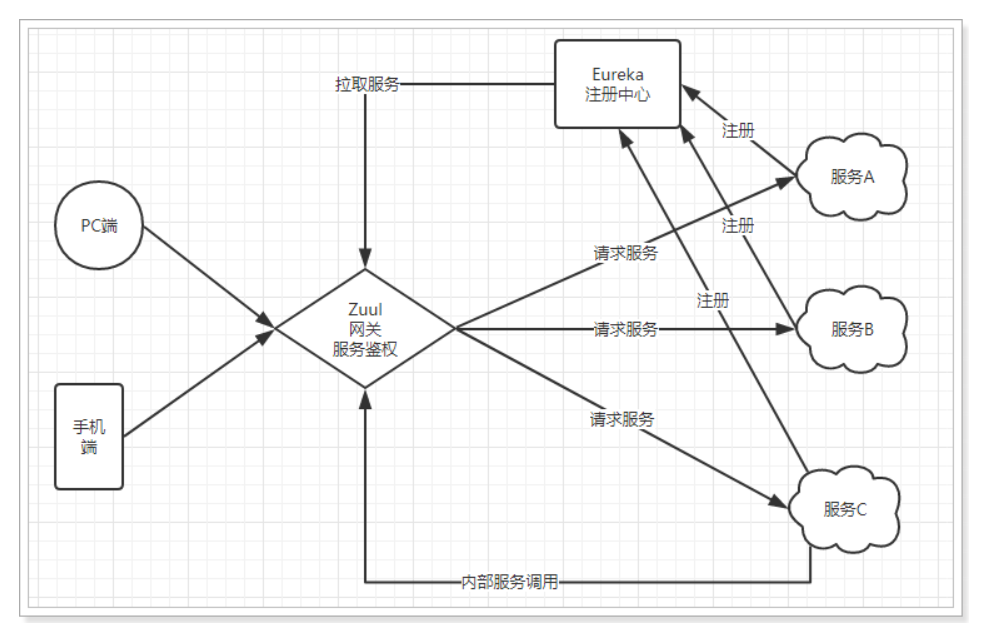 Eureka
注册中心
拉取服务
注册
服务A
PC端
注册
请求服务
注册
Zuul
网关
服务鉴权
请求服务
服务B
请求服务
手机
端
服务C
内部服务调用